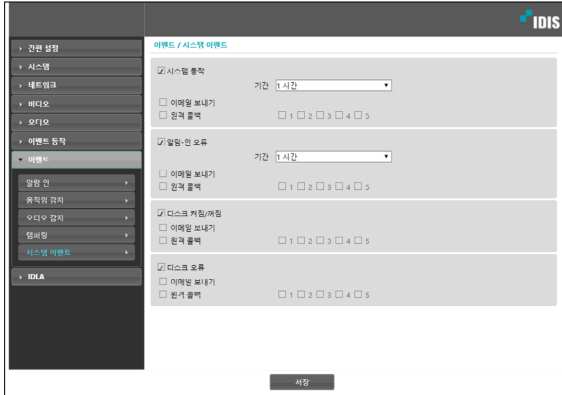 IDIS
간편 설정
시스템
네트워크
비디오
오디오
이벤트 동작
이벤트
알람 인
움직임 감지
오디오 감지
탬퍼링
시스템 이벤트
IDLA
이벤트 / 시스템 이벤트
시스템 동작
기간 1 시간
이메일 보내기
원격 콜백 1 2 3 4 5
알람-인 오류
기간 1 시간
이메일 보내기
원격 콜백 1 2 3 4 5
디스크 켜짐/꺼짐
이메일 보내기
원격 콜백 1 2 3 4 5
디스크 오류
이메일 보내기
원격 콜백 1 2 3 4 5
저장